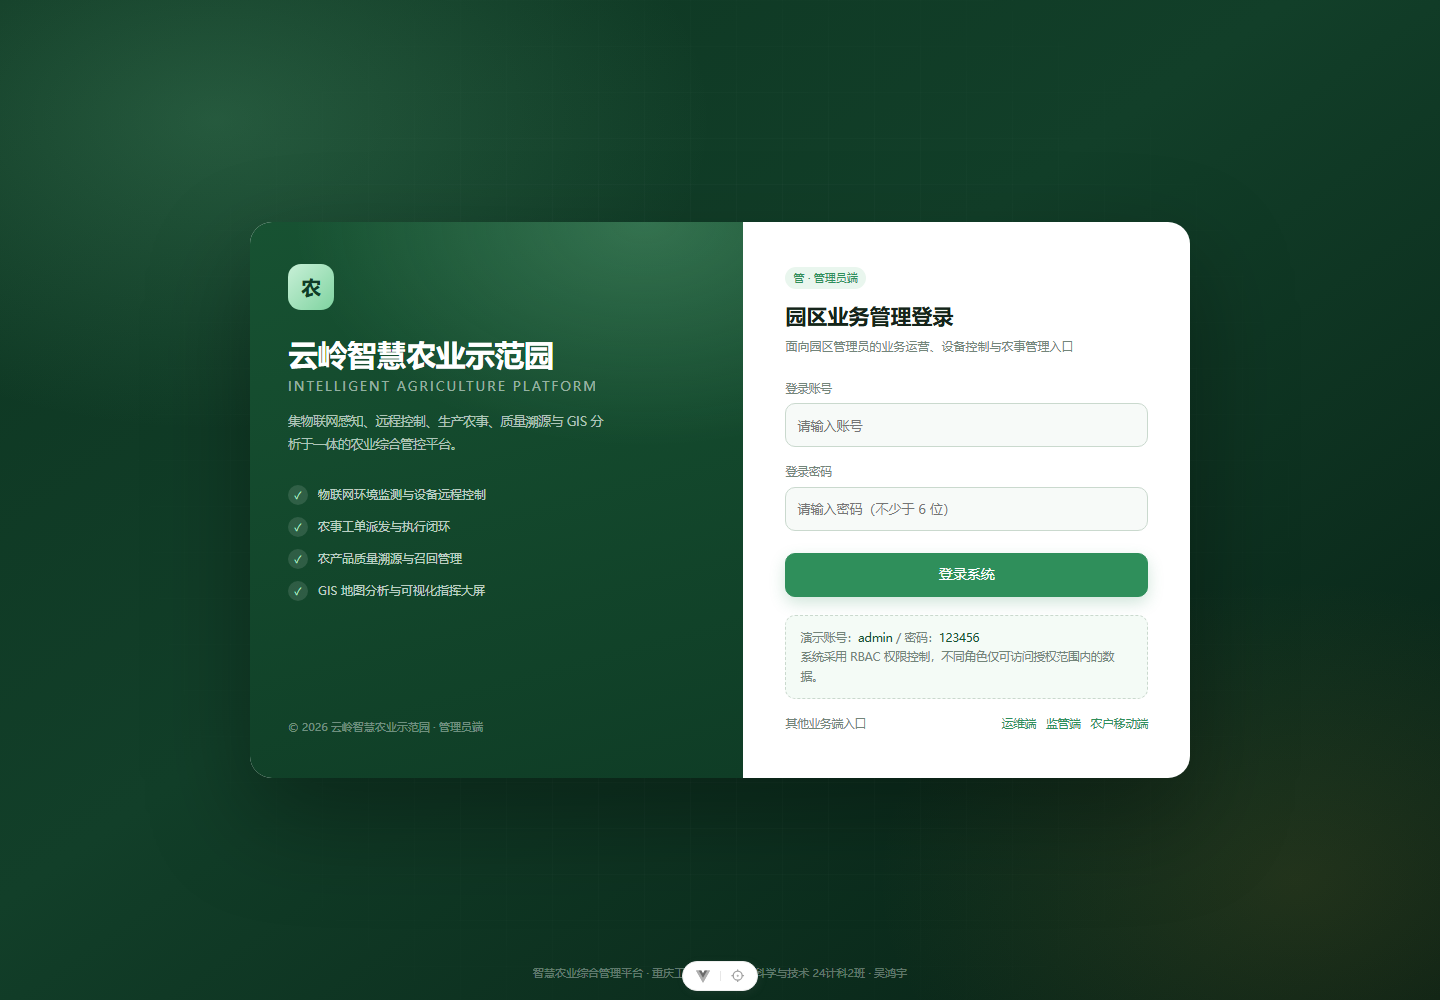 农
云岭智慧农业示范园
INTELLIGENT AGRICULTURE PLATFORM
集物联网感知、远程控制、生产农事、质量溯源与 GIS 分
析于一体的农业综合管控平台。
✓ 物联网环境监测与设备远程控制
✓ 农事工单派发与执行闭环
✓ 农产品质量溯源与召回管理
✓ GIS 地图分析与可视化指挥大屏
© 2026 云岭智慧农业示范园 · 管理员端
管 · 管理员端
园区业务管理登录
面向园区管理员的业务运营、设备控制与农事管理入口
登录账号
请输入账号
登录密码
请输入密码（不少于 6 位）
登录系统
演示账号：admin / 密码：123456
系统采用 RBAC 权限控制，不同角色仅可访问授权范围内的数
据。
其他业务端入口 运维端 监管端 农户移动端
智慧农业综合管理平台 · 重庆工 科学与技术 24计科2班 · 吴鸿宇